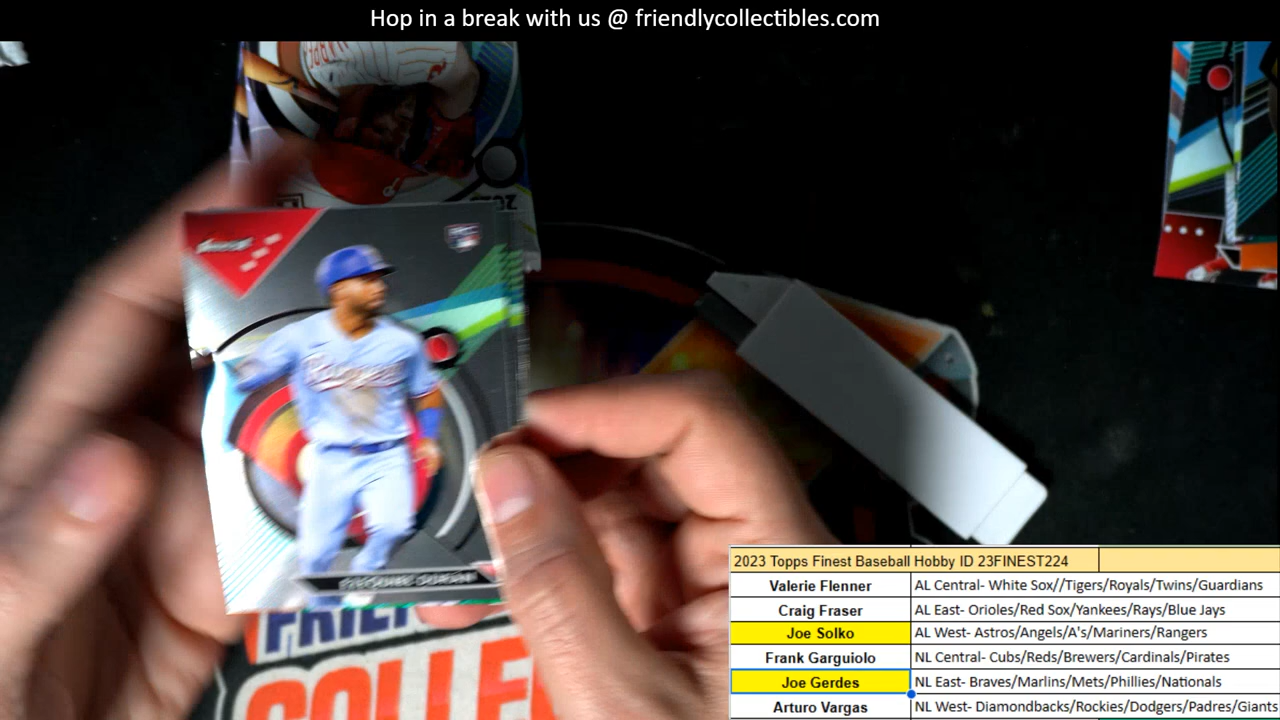 Hop in a break with us @ friendlycollectibles.com
2023 Topps Finest Baseball Hobby ID 23FINEST224
Valerie Flenner AL Central- White Sox//Tigers/Royals/Twins/Guardians
Craig Fraser AL East- Orioles/Red Sox/Yankees/Rays/Blue Jays
Joe Solko AL West- Astros/Angels/A's/Mariners/Rangers
Frank Garguiolo NL Central- Cubs/Reds/Brewers/Cardinals/Pirates
Joe Gerdes NL East- Braves/Marlins/Mets/Phillies/Nationals
Arturo Vargas NL West- Diamondbacks/Rockies/Dodgers/Padres/Giants